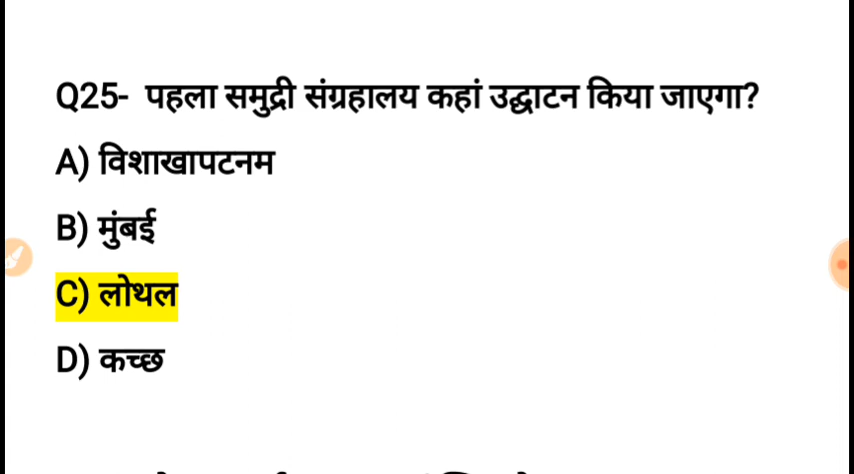 Q25- पहला समुद्री संग्रहालय कहां उद्घाटन किया जाएगा?
A) विशाखापटनम
B) मुंबई
C) लोथल
D) कच्छ